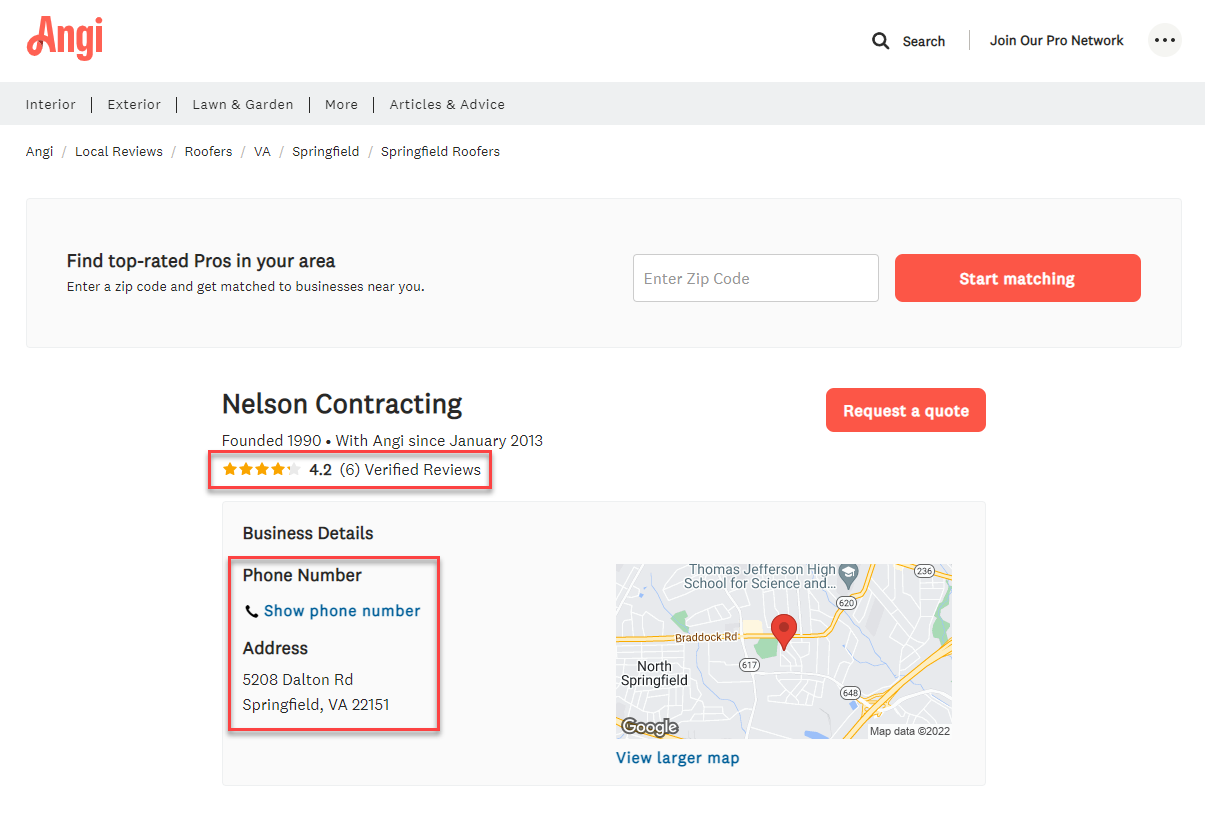 Angi
Search
Join Our Pro Network
Interior | Exterior | Lawn & Garden | More | Articles & Advice
Angi / Local Reviews / Roofers / VA / Springfield / Springfield Roofers
Find top-rated Pros in your area
Enter a zip code and get matched to businesses near you.
Enter Zip Code
Start matching
Nelson Contracting
Request a quote
Founded 1990 • With Angi since January 2013
4.2 (6) Verified Reviews
Business Details
Phone Number
Show phone number
Address
5208 Dalton Rd
Springfield, VA 22151
Thomas Jefferson High
School for Science and...
236
620
Braddock Rd
617
North
Springfield
648
Google
Map data ©2022
View larger map